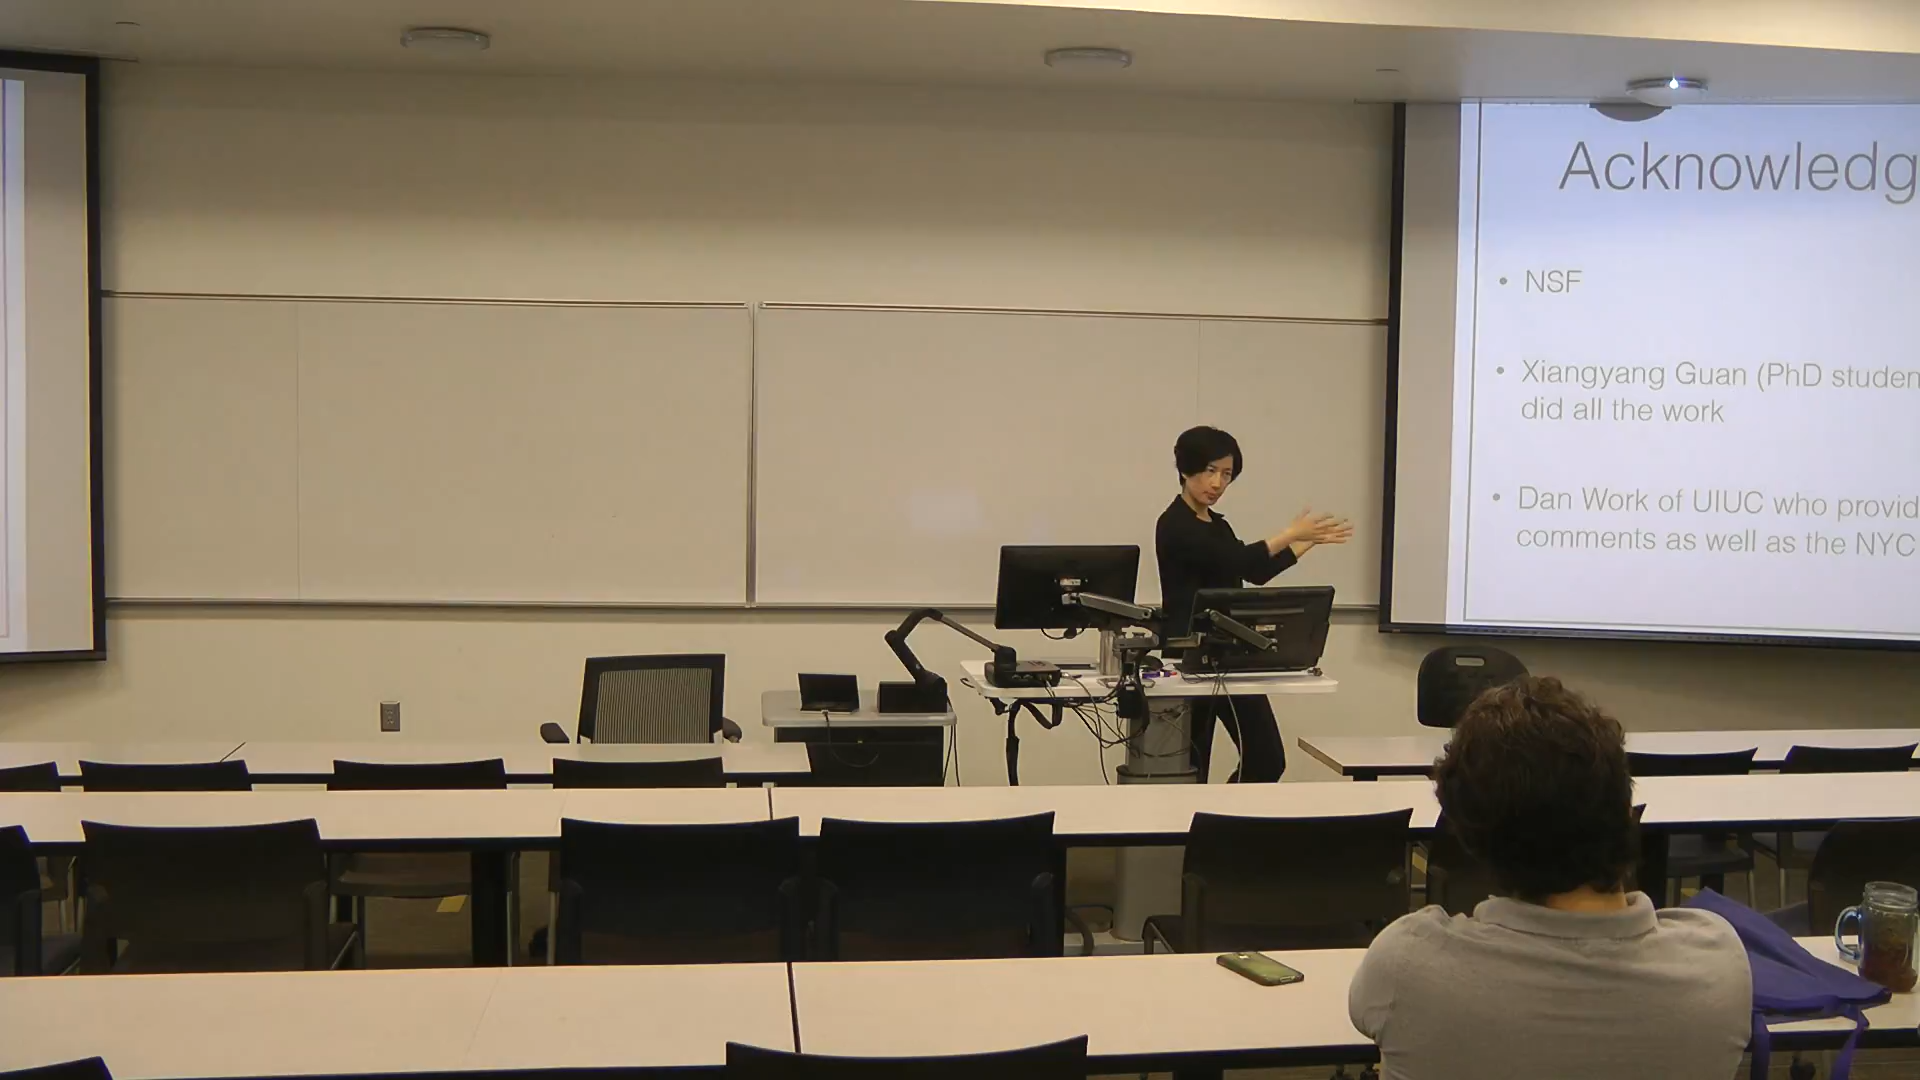 Acknowledg
• NSF
• Xiangyang Guan (PhD studen
did all the work
• Dan Work of UIUC who provid
comments as well as the NYC